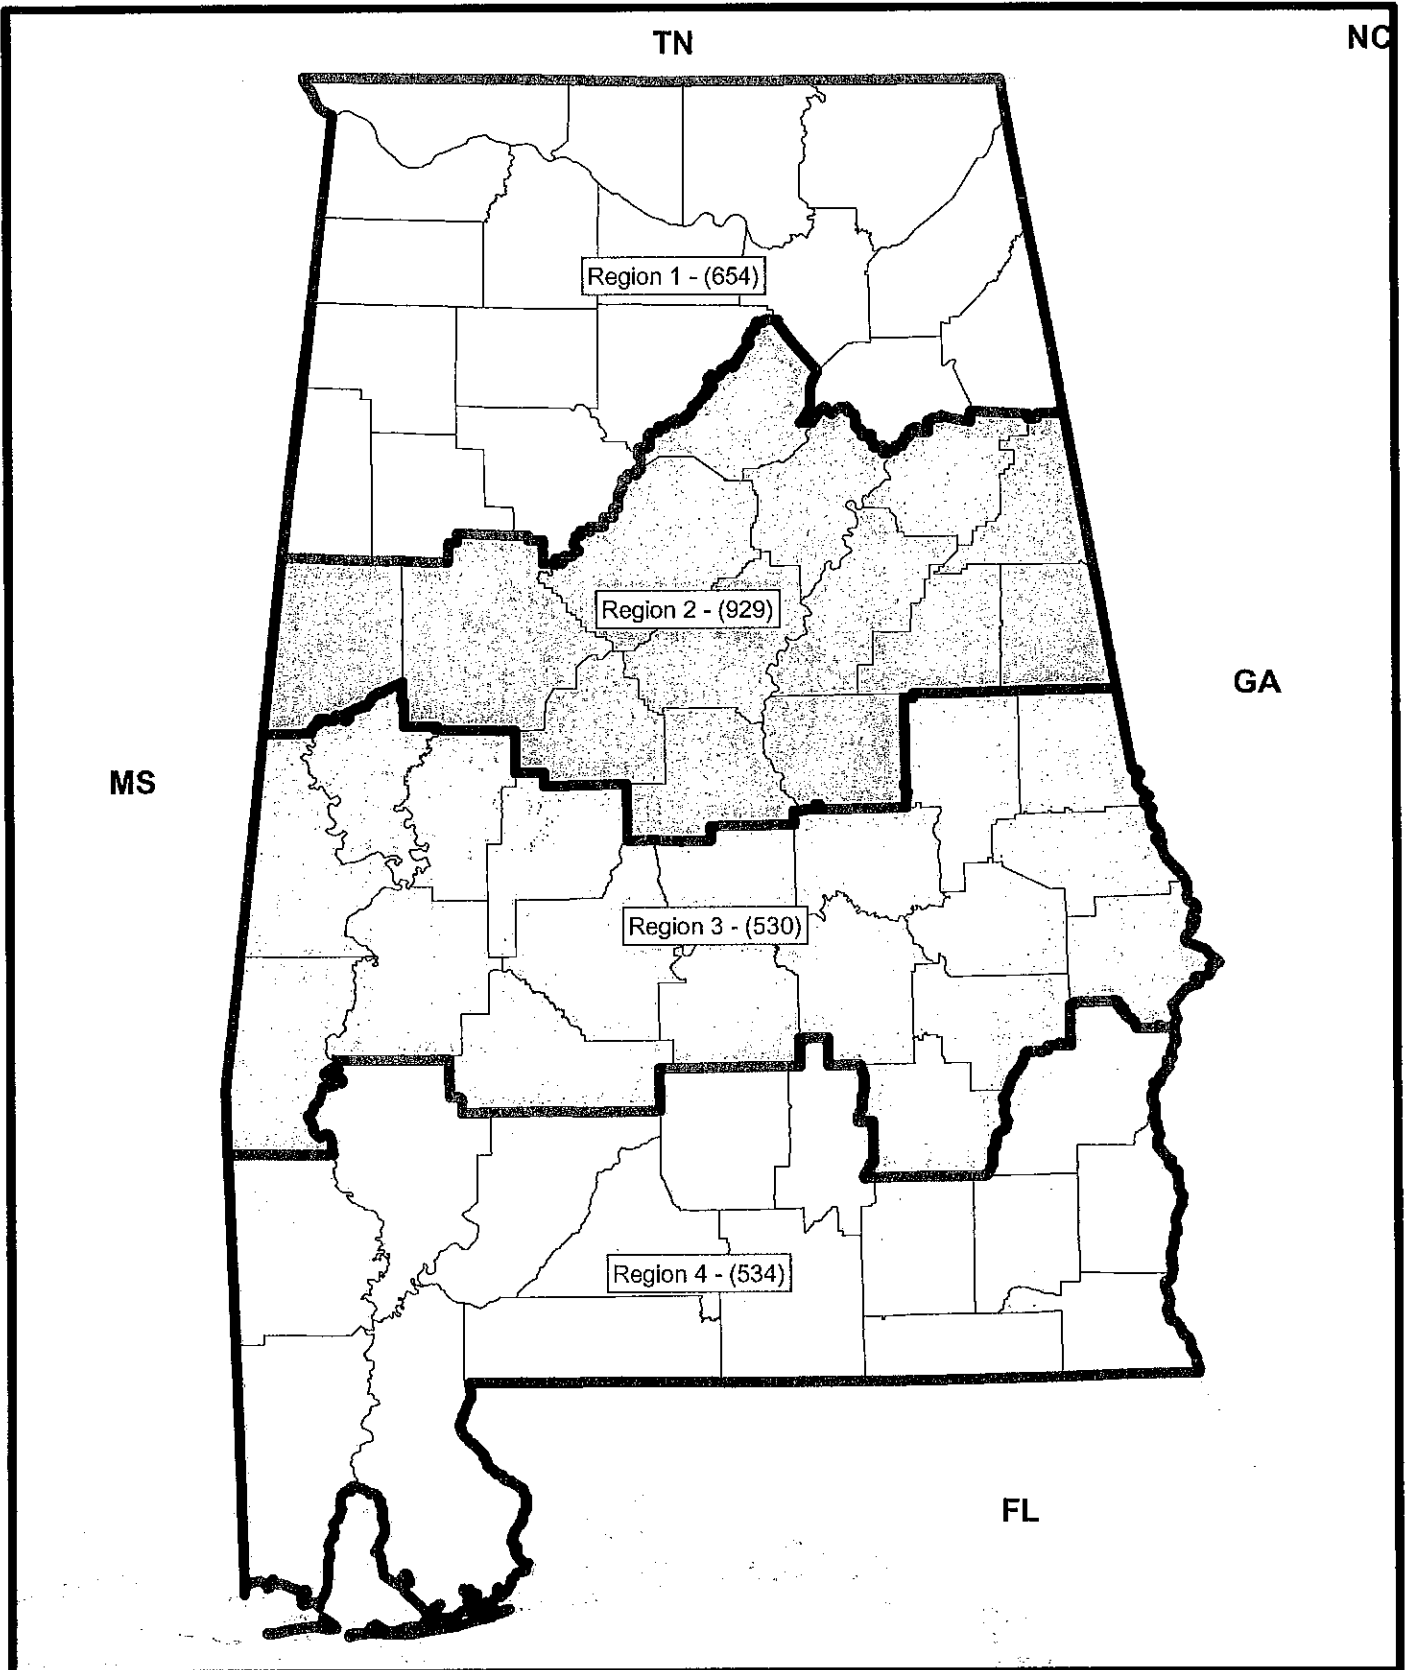 TN
NC
Region 1 - (654)
Region 2 - (929)
GA
MS
Region 3 - (530)
Region 4 - (534)
FL